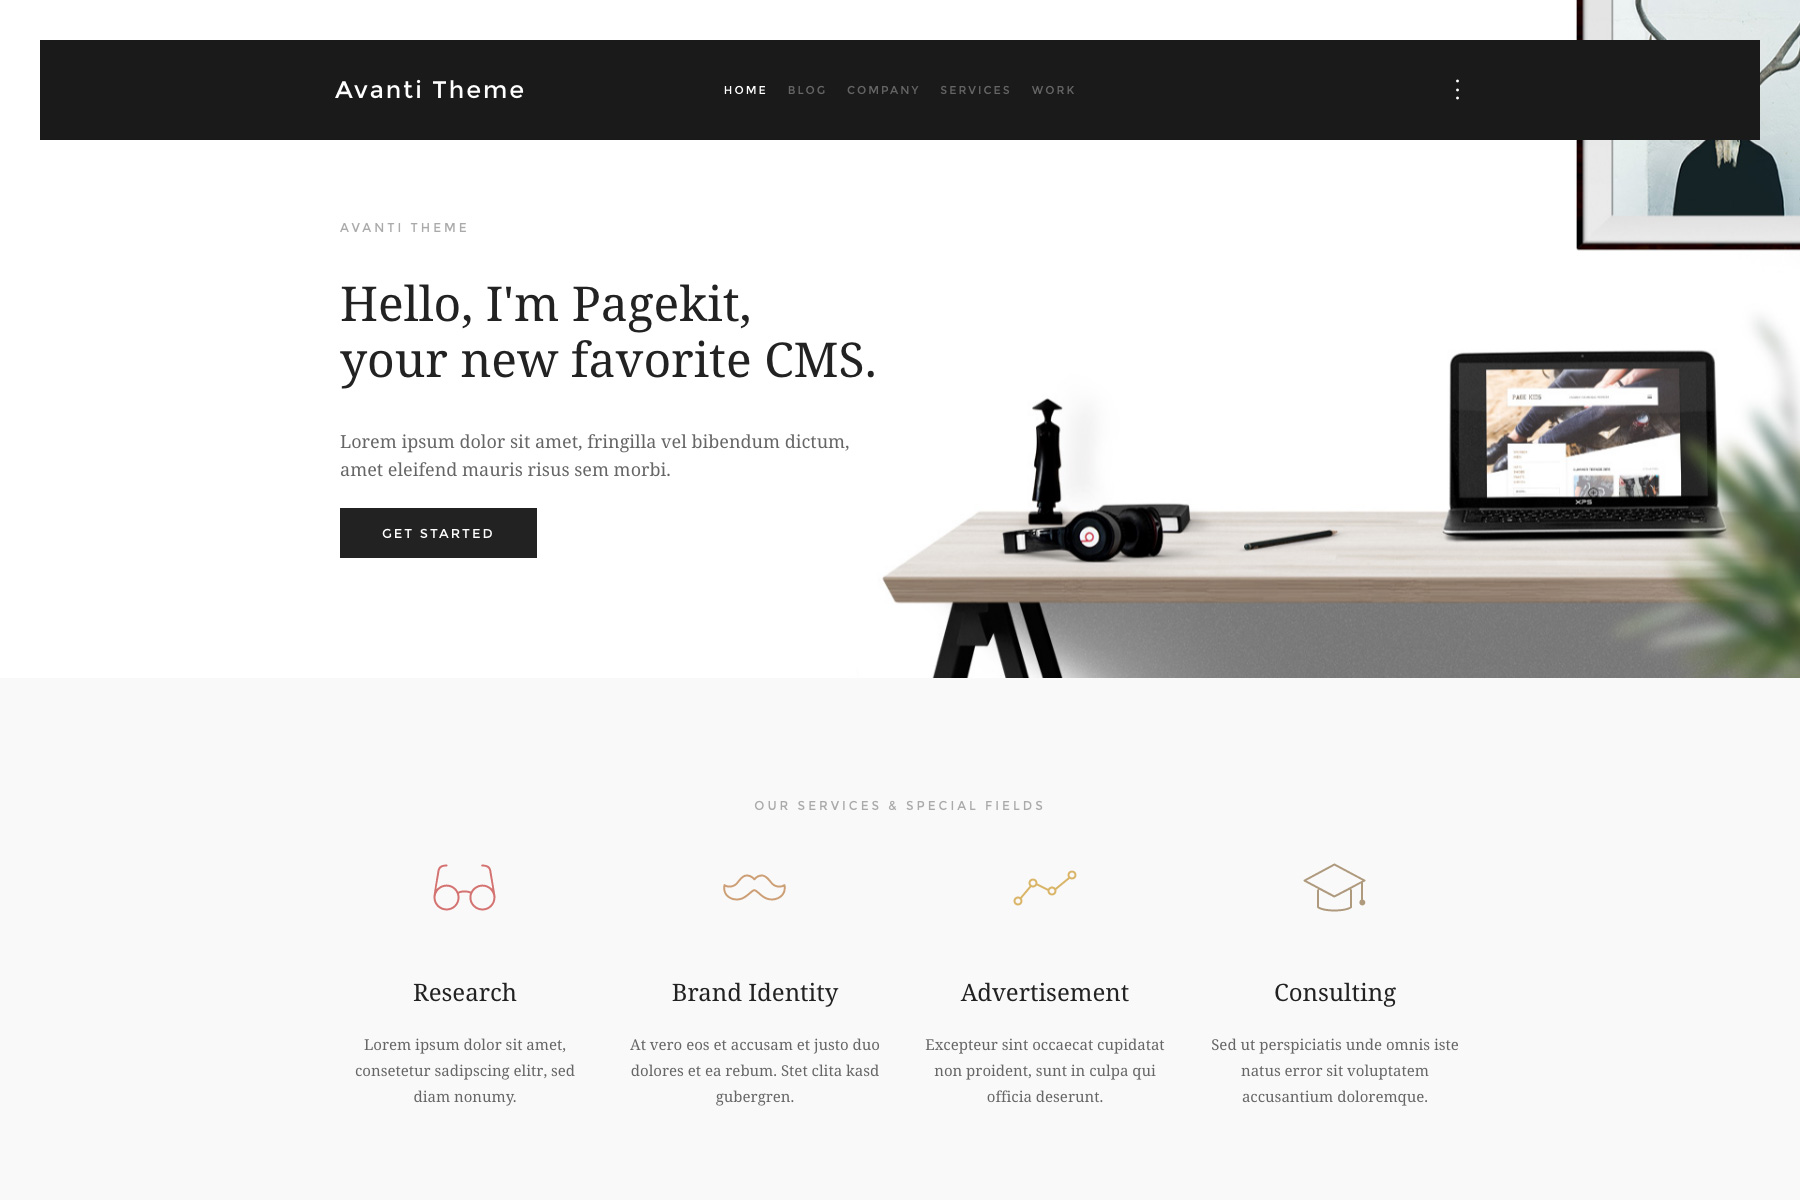 Avanti Theme
HOME BLOG COMPANY SERVICES WORK
AVANTI THEME
Hello, I'm Pagekit,
your new favorite CMS.
Lorem ipsum dolor sit amet, fringilla vel bibendum dictum,
amet eleifend mauris risus sem morbi.
GET STARTED
XPS
OUR SERVICES & SPECIAL FIELDS
Research
Lorem ipsum dolor sit amet,
consetetur sadipscing elitr, sed
diam nonumy.
Brand Identity
At vero eos et accusam et justo duo
dolores et ea rebum. Stet clita kasd
gubergren.
Advertisement
Excepteur sint occaecat cupidatat
non proident, sunt in culpa qui
officia deserunt.
Consulting
Sed ut perspiciatis unde omnis iste
natus error sit voluptatem
accusantium doloremque.